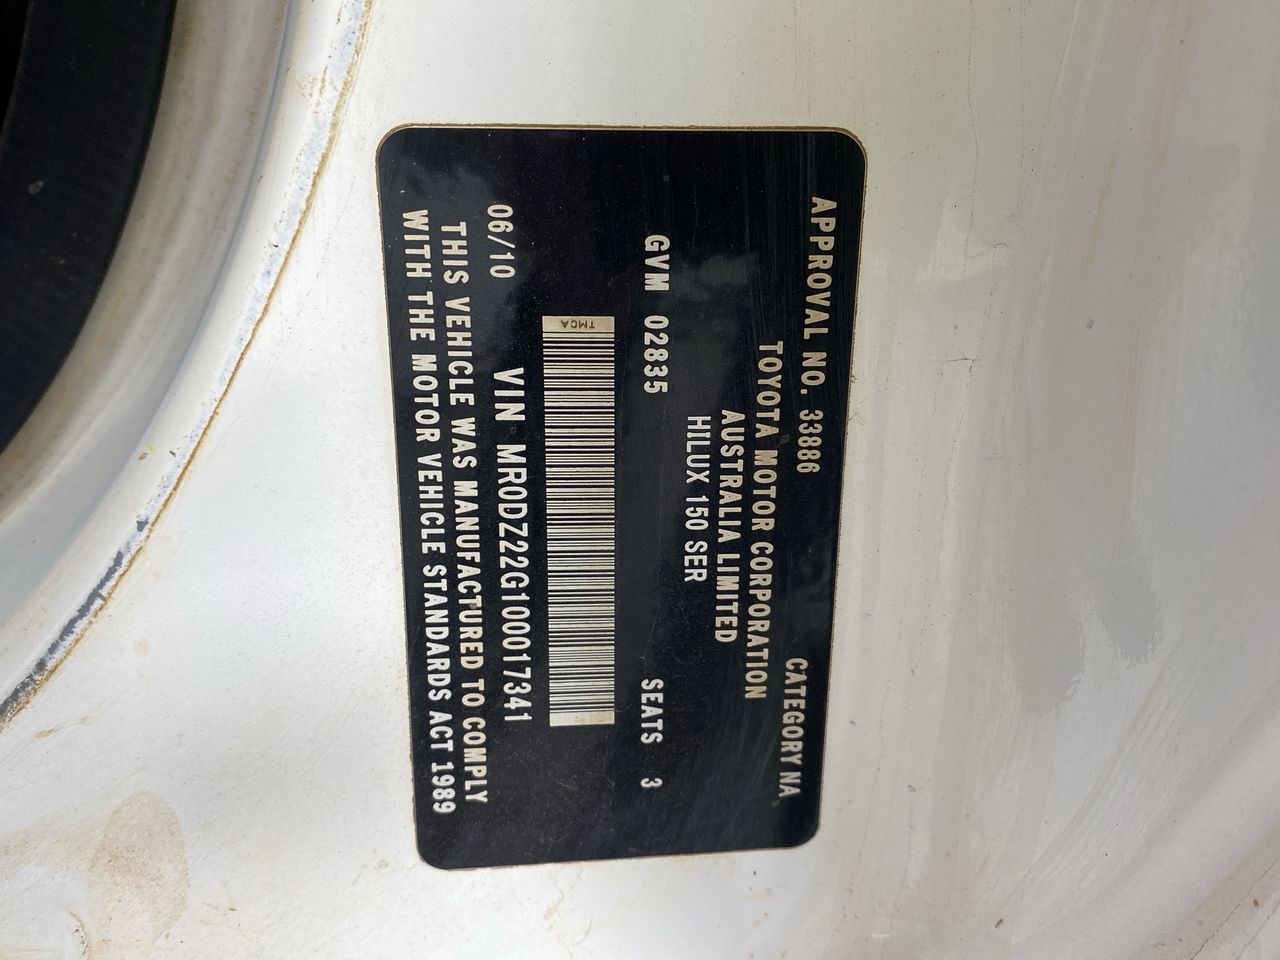 APPROVAL NO. 33886 CATEGORY NA
TOYOTA MOTOR CORPORATION
AUSTRALIA LIMITED
HILUX 150 SER
GVM 02835 SEATS 3
TMCA
VIN MR0DZ22G100017341
06/10
THIS VEHICLE WAS MANUFACTURED TO COMPLY
WITH THE MOTOR VEHICLE STANDARDS ACT 1989